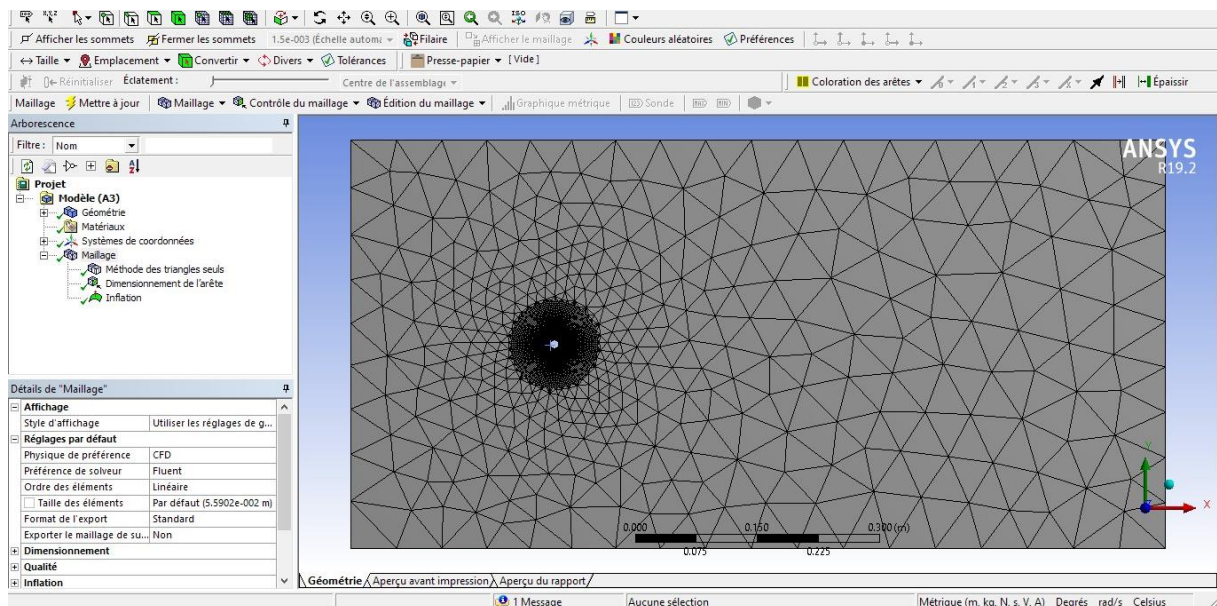 ISO
Afficher les sommets Fermer les sommets 1.5e-003 (Échelle automa Filaire Afficher le maillage Couleurs aléatoires Préférences
Taille Emplacement Convertir Divers Tolérances Presse-papier [Vide]
Réinitialiser Éclatement : Centre de l'assemblage Coloration des arêtes Épaissir
Maillage Mettre à jour Maillage Contrôle du maillage Édition du maillage Graphique métrique Sonde
Arborescence
Filtre : Nom
Projet
Modèle (A3)
Géométrie
Matériaux
Systèmes de coordonnées
Maillage
Méthode des triangles seuls
Dimensionnement de l'arête
Inflation
Détails de "Maillage"
Affichage
Style d'affichage Utiliser les réglages de g...
Réglages par défaut
Physique de préférence CFD
Préférence de solveur Fluent
Ordre des éléments Linéaire
Taille des éléments Par défaut (5.5902e-002 m)
Format de l'export Standard
Exporter le maillage de su... Non
Dimensionnement
Qualité
Inflation
ANSYS
R19.2
0.000 0.150 0.300 (m)
0.075 0.225
Y
X
Géométrie Aperçu avant impression Aperçu du rapport
1 Message Aucune sélection Métrique (m, kg, N, s, V, A) Degrés rad/s Celsius